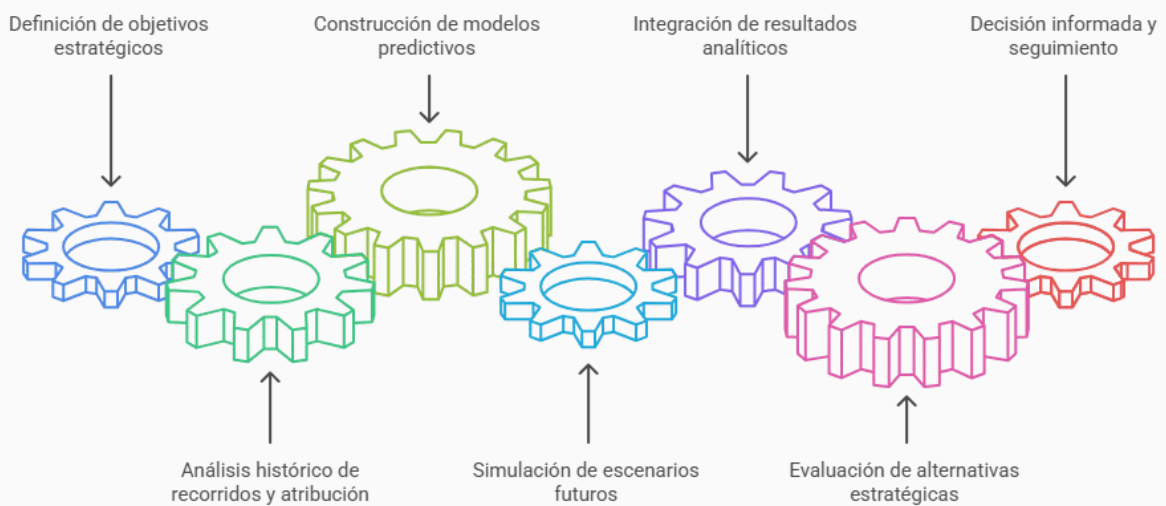 Definición de objetivos
estratégicos
Construcción de modelos
predictivos
Integración de resultados
analíticos
Decisión informada y
seguimiento
Análisis histórico de
recorridos y atribución
Simulación de escenarios
futuros
Evaluación de alternativas
estratégicas